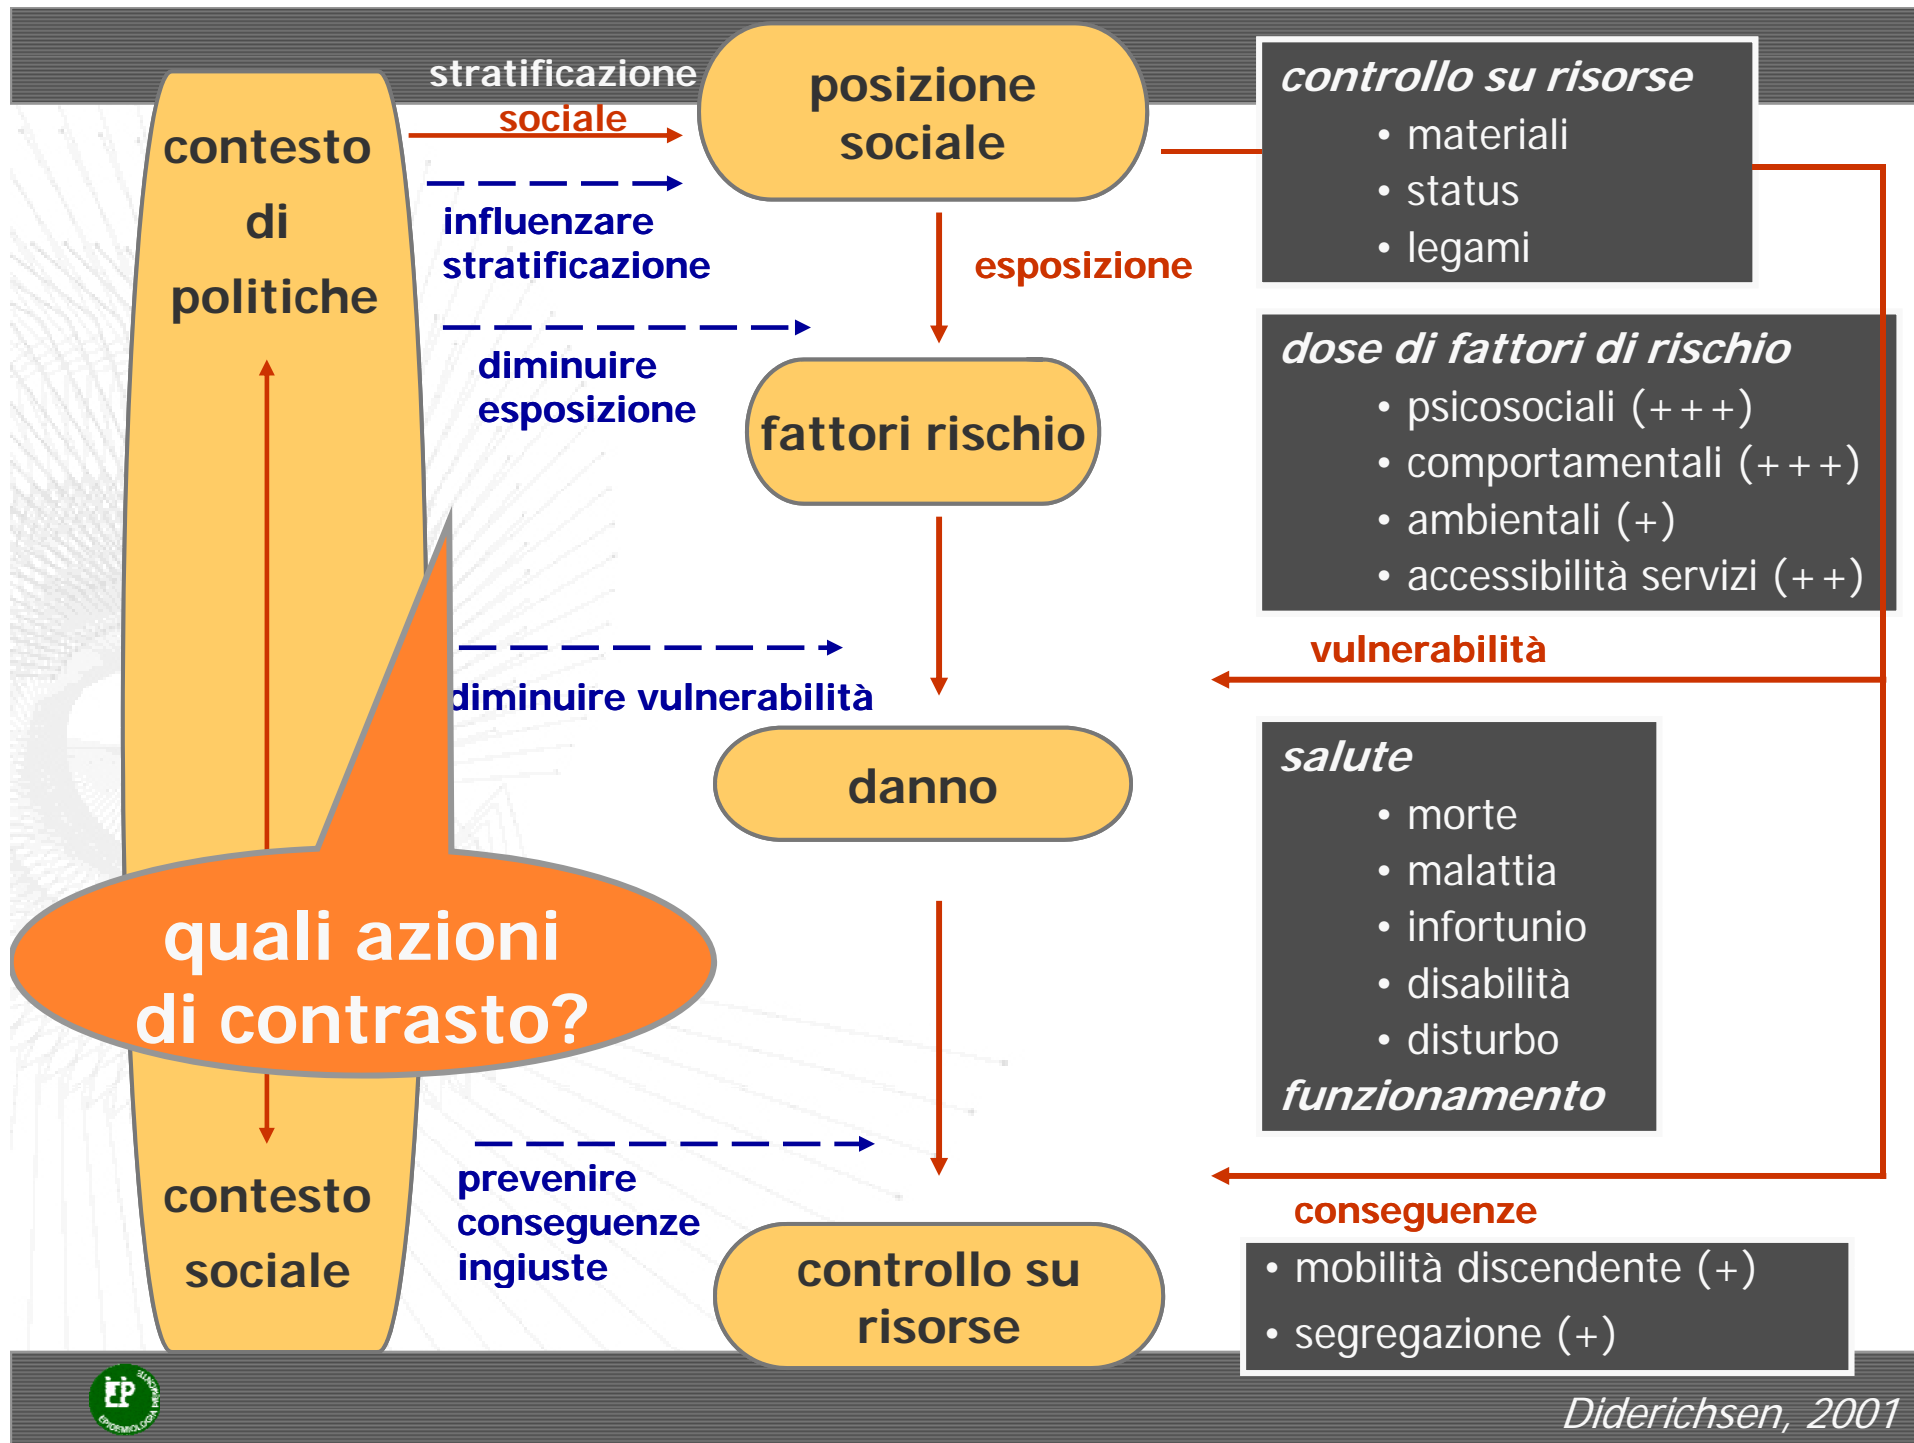 contesto
di
politiche
contesto
sociale
stratificazione
sociale
influenzare
stratificazione
diminuire
esposizione
diminuire vulnerabilità
prevenire
conseguenze
ingiuste
quali azioni
di contrasto?
posizione
sociale
esposizione
fattori rischio
danno
controllo su
risorse
controllo su risorse
• materiali
• status
• legami
dose di fattori di rischio
• psicosociali (+++)
• comportamentali (+++)
• ambientali (+)
• accessibilità servizi (++)
vulnerabilità
salute
• morte
• malattia
• infortunio
• disabilità
• disturbo
funzionamento
conseguenze
• mobilità discendente (+)
• segregazione (+)
EP
Diderichsen, 2001